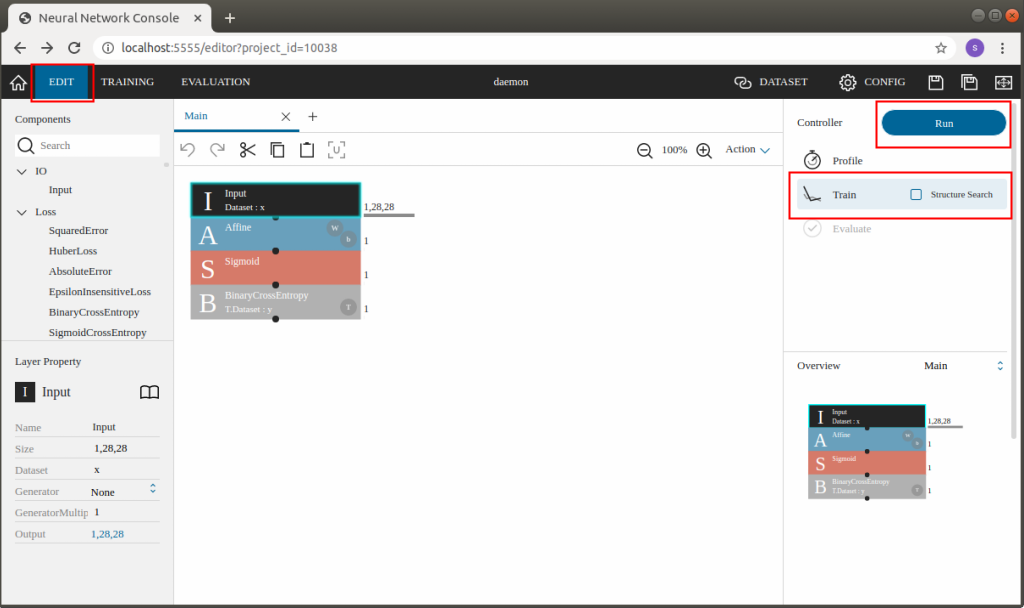 Neural Network Console
localhost:5555/editor?project_id=10038
S
EDIT TRAINING EVALUATION daemon DATASET CONFIG
Components
Search
IO
Input
Loss
SquaredError
HuberLoss
AbsoluteError
EpsilonInsensitiveLoss
BinaryCrossEntropy
SigmoidCrossEntropy
Layer Property
I Input
Name Input
Size 1,28,28
Dataset x
Generator None
GeneratorMultip 1
Output 1,28,28
Main
100% Action
I Input
Dataset : x
1,28,28
A Affine W b 1
S Sigmoid 1
B BinaryCrossEntropy
T.Dataset : y T 1
Controller Run
Profile
Train Structure Search
Evaluate
Overview Main
I Input
Dataset : x
1,28,28
A Affine W b 1
S Sigmoid 1
B BinaryCrossEntropy
T.Dataset : y T 1